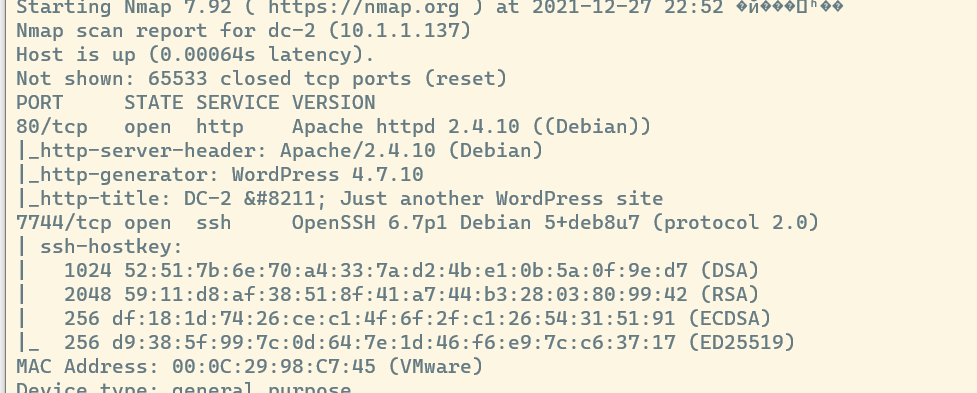 Starting Nmap 7.92 ( https://nmap.org ) at 2021-12-27 22:52
Nmap scan report for dc-2 (10.1.1.137)
Host is up (0.00064s latency).
Not shown: 65533 closed tcp ports (reset)
PORT     STATE SERVICE VERSION
80/tcp   open  http    Apache httpd 2.4.10 ((Debian))
|_http-server-header: Apache/2.4.10 (Debian)
|_http-generator: WordPress 4.7.10
|_http-title: DC-2 &#8211; Just another WordPress site
7744/tcp open  ssh     OpenSSH 6.7p1 Debian 5+deb8u7 (protocol 2.0)
| ssh-hostkey:
|   1024 52:51:7b:6e:70:a4:33:7a:d2:4b:e1:0b:5a:0f:9e:d7 (DSA)
|   2048 59:11:d8:af:38:51:8f:41:a7:44:b3:28:03:80:99:42 (RSA)
|   256 df:18:1d:74:26:ce:c1:4f:6f:2f:c1:26:54:31:51:91 (ECDSA)
|_  256 d9:38:5f:99:7c:0d:64:7e:1d:46:f6:e9:7c:c6:37:17 (ED25519)
MAC Address: 00:0C:29:98:C7:45 (VMware)
Device type: general purpose